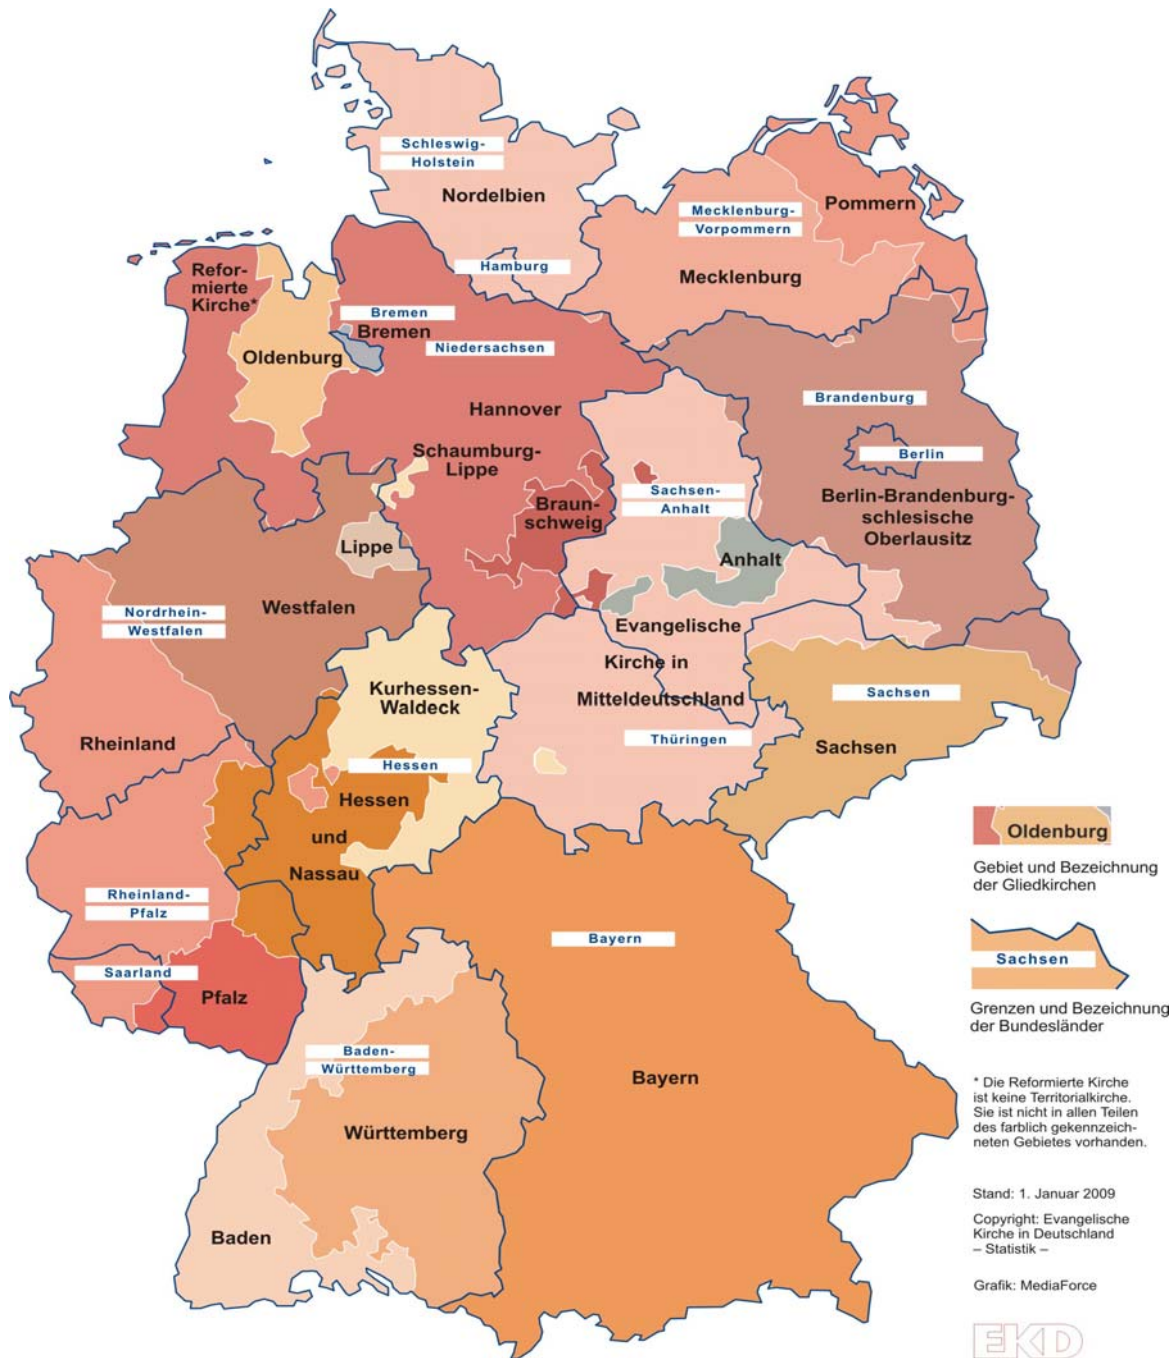 Schleswig-
Holstein
Nordelbien
Pommern
Mecklenburg-
Vorpommern
Hamburg
Mecklenburg
Refor-
mierte
Kirche*
Bremen
Bremen
Niedersachsen
Oldenburg
Brandenburg
Hannover
Schaumburg-
Lippe
Berlin
Sachsen-
Anhalt
Braun-
schweig
Berlin-Brandenburg-
schlesische
Oberlausitz
Lippe
Anhalt
Nordrhein-
Westfalen
Westfalen
Evangelische
Kirche in
Mitteldeutschland
Kurhessen-
Waldeck
Sachsen
Rheinland
Thüringen
Sachsen
Hessen
Hessen
und
Nassau
Rheinland-
Pfalz
Bayern
Saarland
Pfalz
Baden-
Württemberg
Bayern
Württemberg
Baden
Oldenburg
Gebiet und Bezeichnung
der Gliedkirchen
Sachsen
Grenzen und Bezeichnung
der Bundesländer
* Die Reformierte Kirche
ist keine Territorialkirche.
Sie ist nicht in allen Teilen
des farblich gekennzeich-
neten Gebietes vorhanden.
Stand: 1. Januar 2009
Copyright: Evangelische
Kirche in Deutschland
– Statistik –
Grafik: MediaForce
EKD